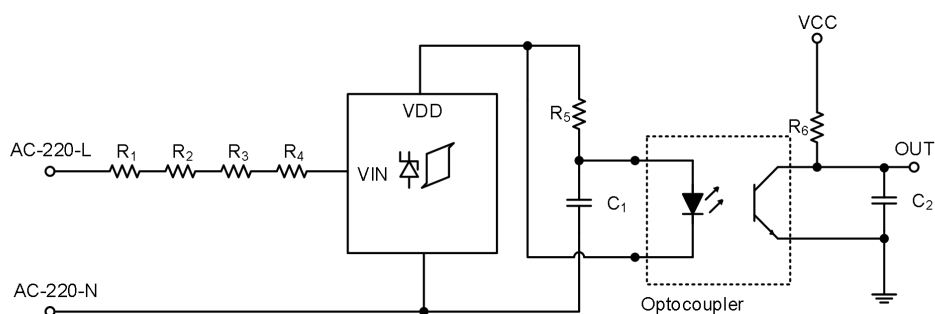 VCC
VDD
R5
R6
AC-220-L
R1
R2
R3
R4
VIN
OUT
C1
C2
AC-220-N
Optocoupler